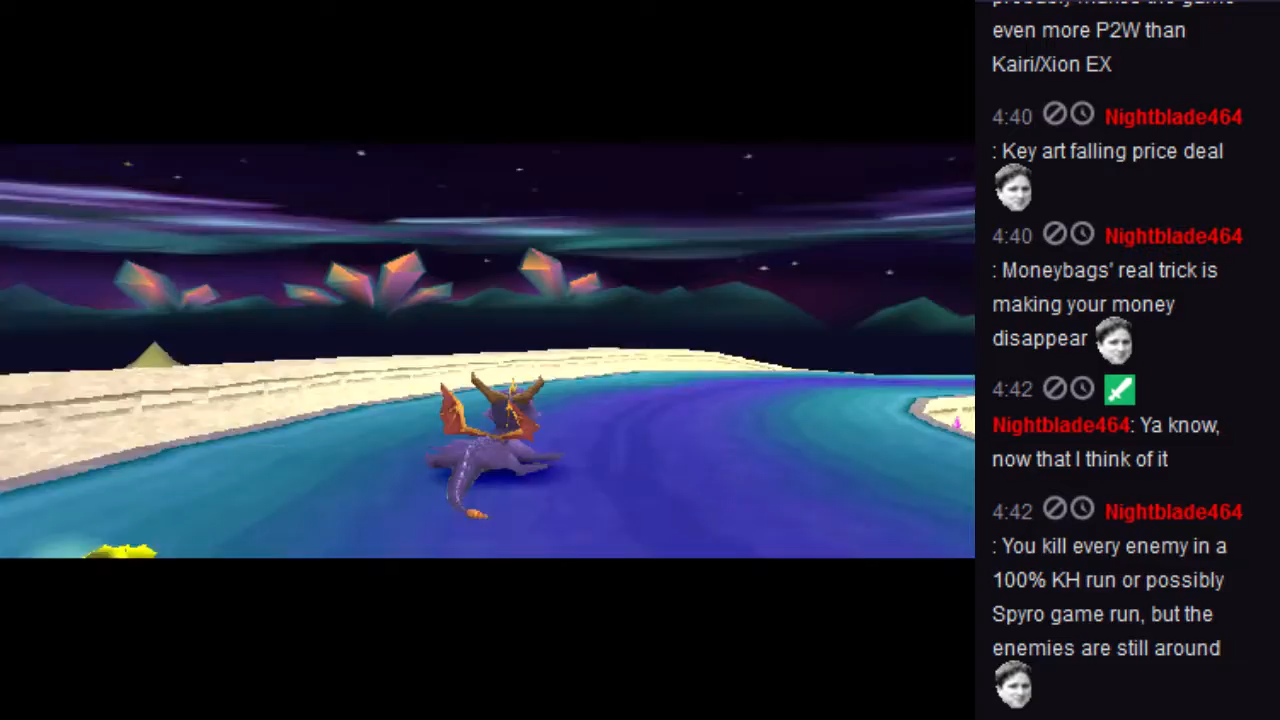 even more P2W than
Kairi/Xion EX
4:40 Nightblade464
: Key art falling price deal
4:40 Nightblade464
: Moneybags' real trick is
making your money
disappear
4:42
Nightblade464: Ya know,
now that I think of it
4:42 Nightblade464
: You kill every enemy in a
100% KH run or possibly
Spyro game run, but the
enemies are still around